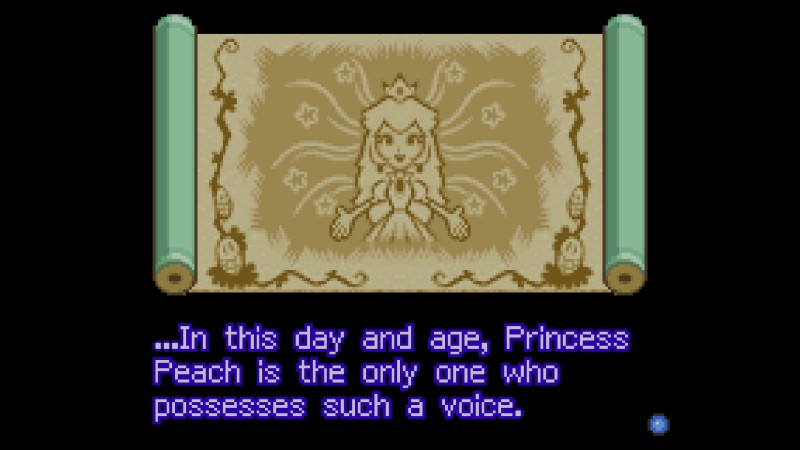 ...In this day and age, Princess
Peach is the only one who
possesses such a voice.